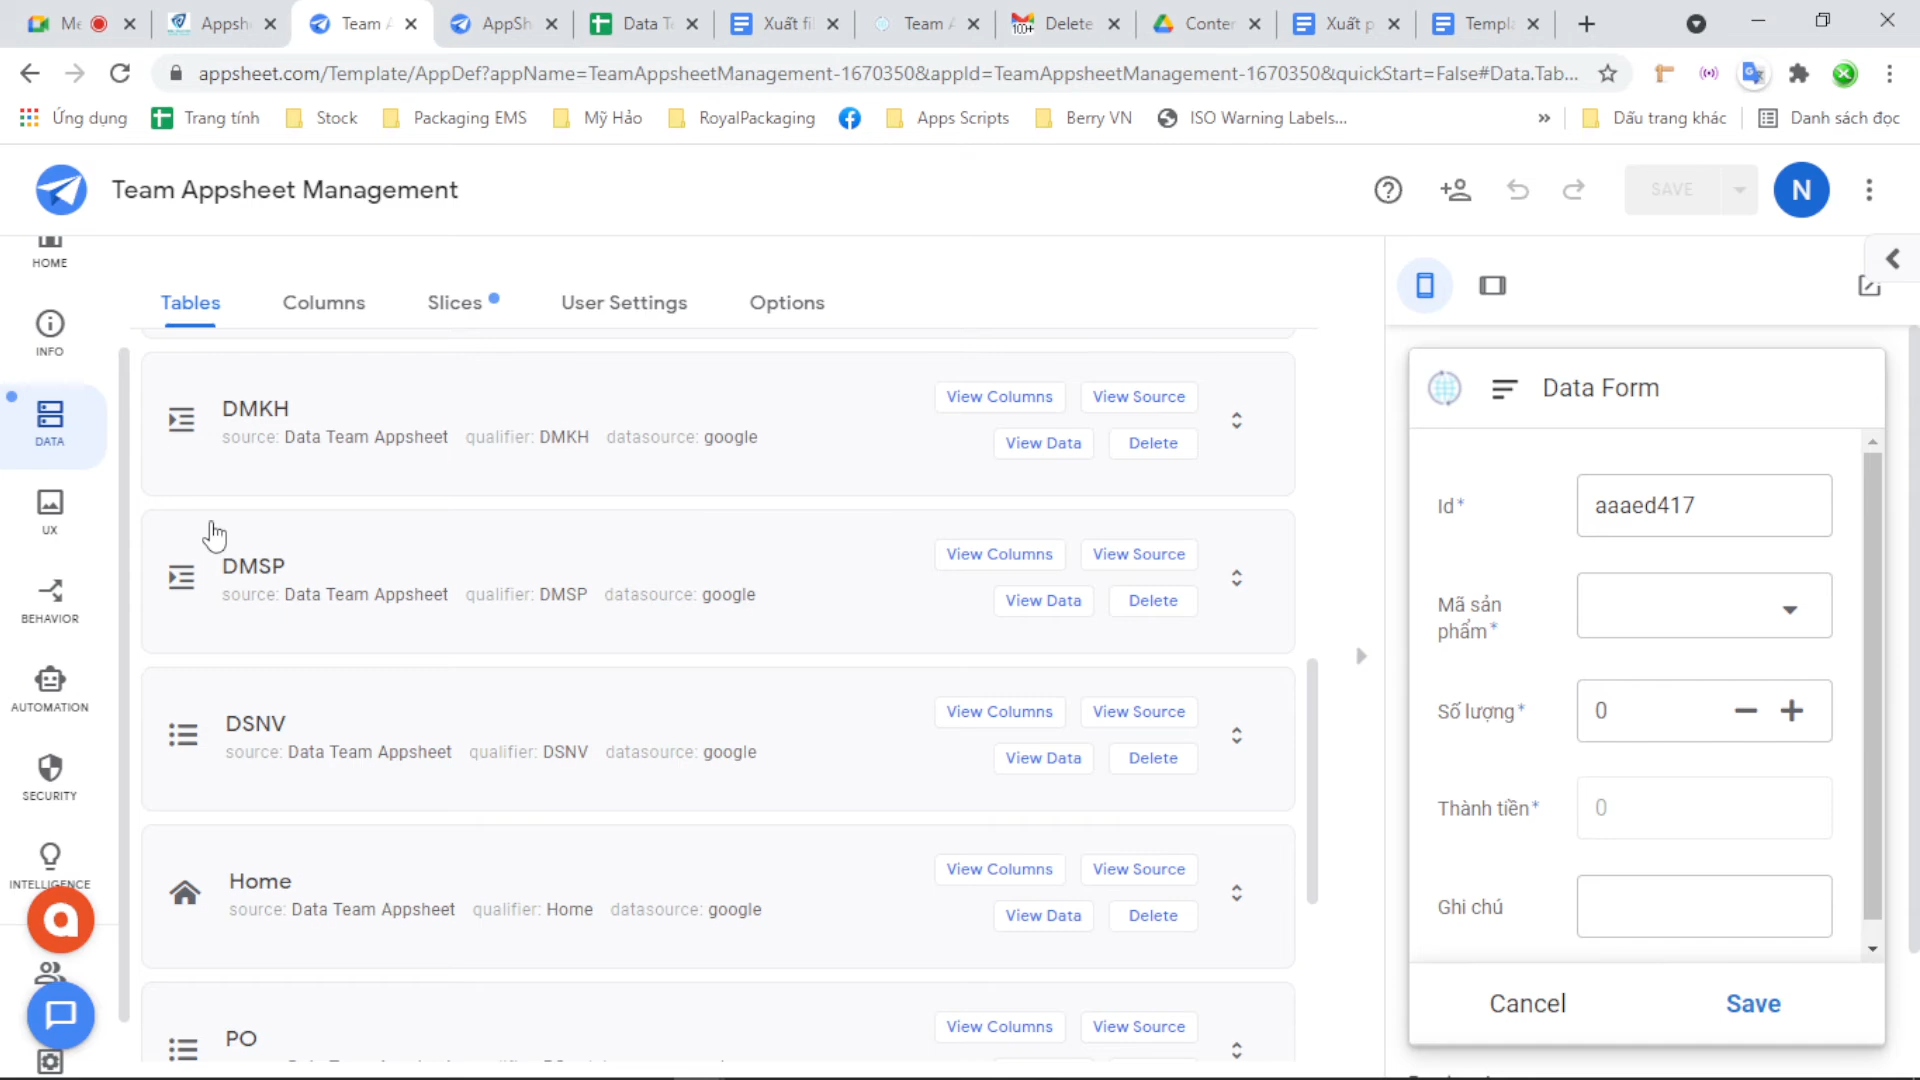 Me
Appsh
Team A
AppSh
Data Te
Xuất fi
Team A
Delete
Conter
Xuất p
Templa
appsheet.com/Template/AppDef?appName=TeamAppsheetManagement-1670350&appId=TeamAppsheetManagement-1670350&quickStart=False#Data.Tab...
Ứng dụng
Trang tính
Stock
Packaging EMS
Mỹ Hảo
RoyalPackaging
Apps Scripts
Berry VN
ISO Warning Labels...
»
Dấu trang khác
Danh sách đọc
Team Appsheet Management
SAVE
N
HOME
INFO
DATA
UX
BEHAVIOR
AUTOMATION
SECURITY
INTELLIGENCE
Tables
Columns
Slices
User Settings
Options
DMKH
source: Data Team Appsheet qualifier: DMKH datasource: google
View Columns
View Source
View Data
Delete
DMSP
source: Data Team Appsheet qualifier: DMSP datasource: google
View Columns
View Source
View Data
Delete
DSNV
source: Data Team Appsheet qualifier: DSNV datasource: google
View Columns
View Source
View Data
Delete
Home
source: Data Team Appsheet qualifier: Home datasource: google
View Columns
View Source
View Data
Delete
PO
View Columns
View Source
Data Form
Id*
aaaed417
Mã sản
phẩm*
Số lượng*
0
Thành tiền*
0
Ghi chú
Cancel
Save